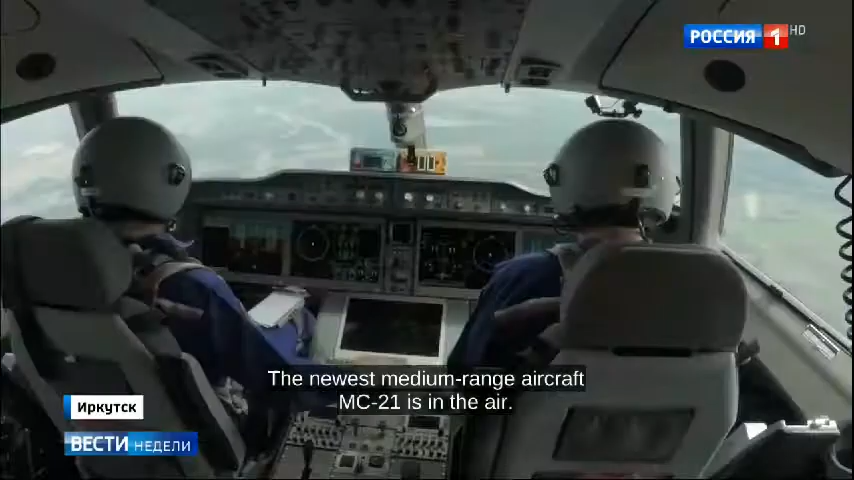 РОССИЯ 1 HD
The newest medium-range aircraft
MC-21 is in the air.
Иркутск
ВЕСТИ НЕДЕЛИ